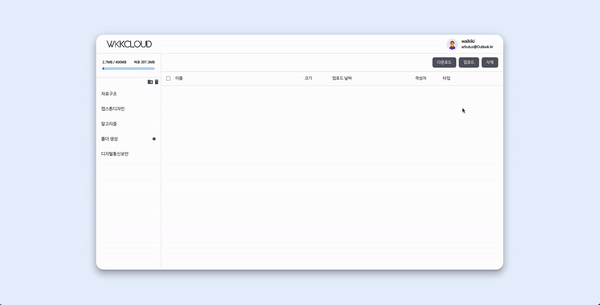 WKKCLOUD
waikiki
arkulus@Outlook.kr
2.7MB / 400MB 여유 397.3MB
다운로드 업로드 삭제
이름 크기 업로드 날짜 작성자 타입
자료구조
캡스톤디자인
알고리즘
폴더 생성
디지털통신보안